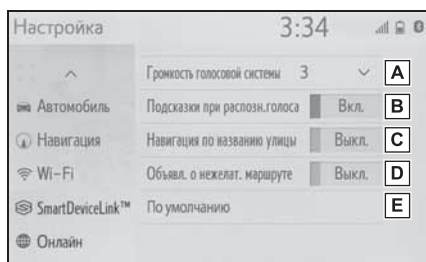 Настройка 3:34
Громкость голосовой системы 3 A
Автомобиль Подсказки при распозн.голоса Вкл. B
Навигация Навигация по названию улицы Выкл. C
Wi-Fi Объявл. о нежелат. маршруте Выкл. D
SmartDeviceLink™ По умолчанию E
Онлайн